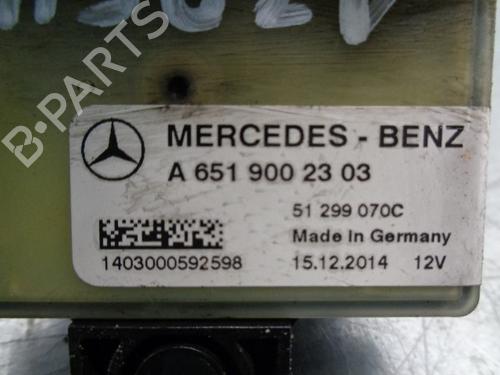 B-PARTS
MERCEDES - BENZ
A 651 900 23 03
51 299 070C
Made In Germany
1403000592598
15.12.2014 12V